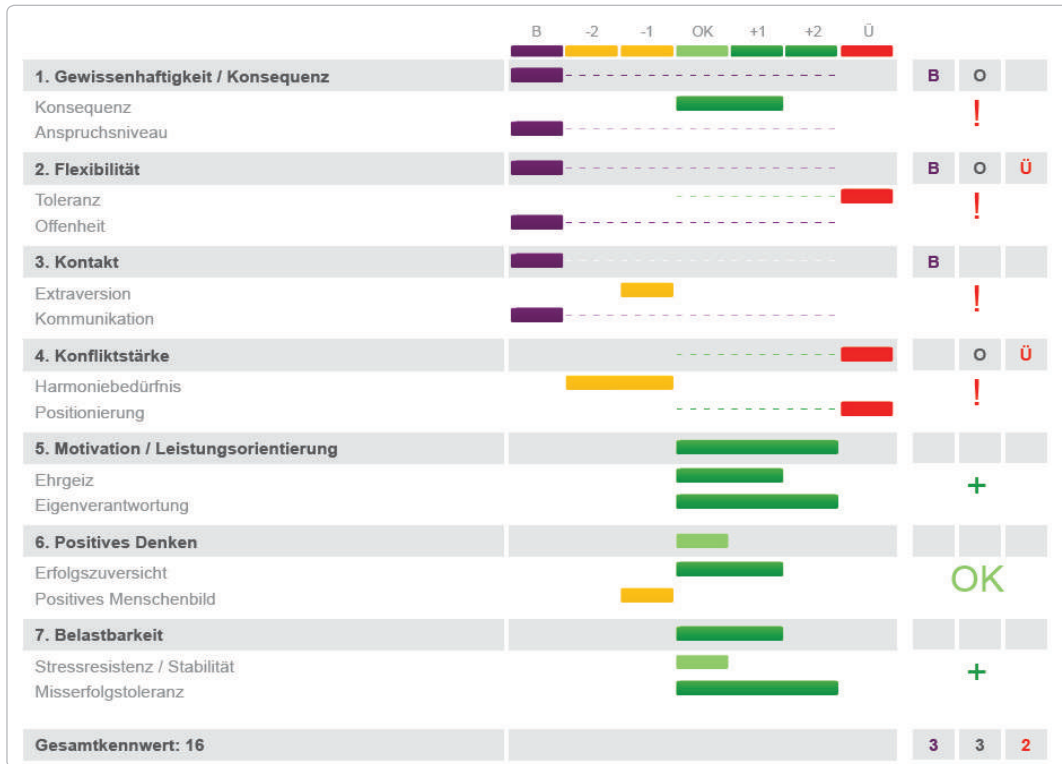 B -2 -1 OK +1 +2 Ü
1. Gewissenhaftigkeit / Konsequenz B O
Konsequenz
!
Anspruchsniveau
2. Flexibilität B O Ü
Toleranz
!
Offenheit
3. Kontakt B
Extraversion
!
Kommunikation
4. Konfliktstärke O Ü
Harmoniebedürfnis
!
Positionierung
5. Motivation / Leistungsorientierung
Ehrgeiz
+
Eigenverantwortung
6. Positives Denken
Erfolgszuversicht
OK
Positives Menschenbild
7. Belastbarkeit
Stressresistenz / Stabilität
+
Misserfolgstoleranz
Gesamtkennwert: 16 3 3 2